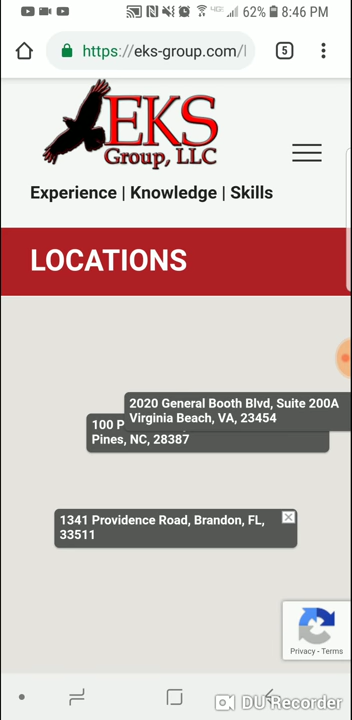 62% 8:46 PM
https://eks-group.com/
5
EKS
Group, LLC
Experience | Knowledge | Skills
LOCATIONS
2020 General Booth Blvd, Suite 200A
Virginia Beach, VA, 23454
100 P
Pines, NC, 28387
1341 Providence Road, Brandon, FL,
33511
Privacy - Terms
DU Recorder